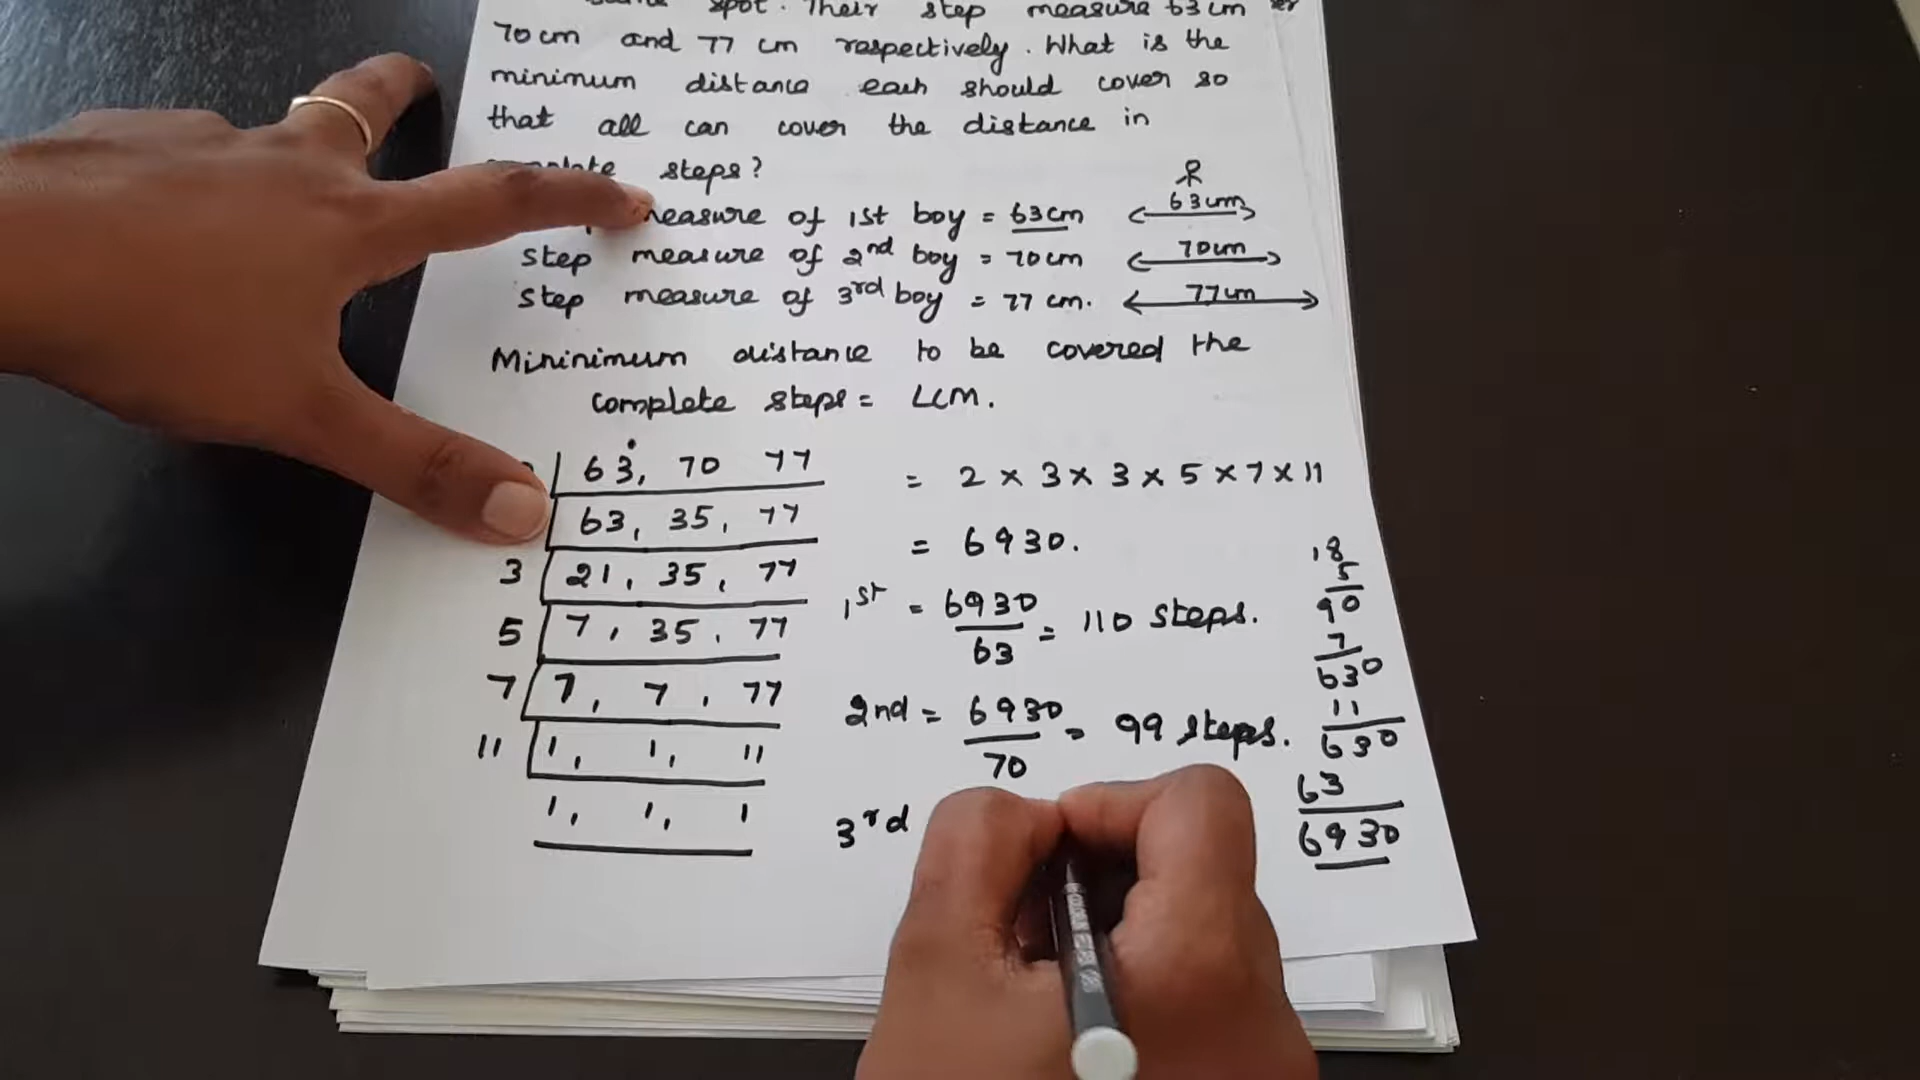 spot. Their step measure 63 cm
70 cm and 77 cm respectively. What is the
minimum distance each should cover so
that all can cover the distance in
steps?
measure of 1st boy = 63cm
63cm
step measure of 2nd boy = 70cm
70cm
step measure of 3rd boy = 77 cm.
77cm
Mininimum distance to be covered the
complete steps = LCM.
63, 70 77
63, 35, 77
3 21, 35, 77
5 7, 35, 77
7 7, 7, 77
11 1, 1, 11
1, 1, 1
= 2 × 3 × 3 × 5 × 7 × 11
= 6930.
1st = 6930/63 = 110 steps.
2nd = 6930/70 = 99 steps.
3rd
18
5
90
7
630
11
630
63
6930